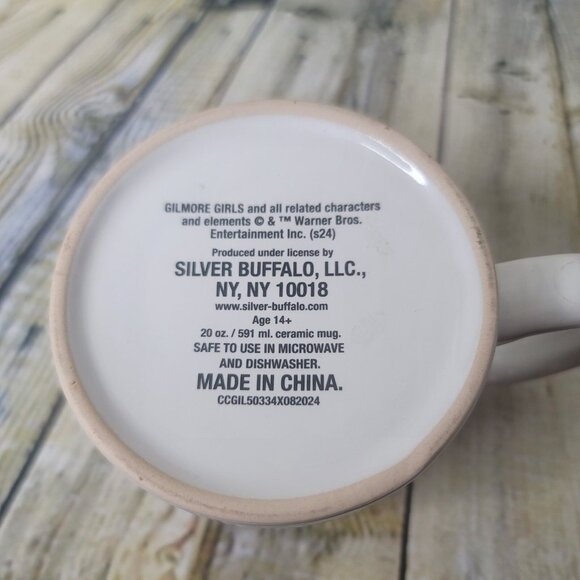 GILMORE GIRLS and all related characters
and elements © & ™ Warner Bros.
Entertainment Inc. (s24)
Produced under license by
SILVER BUFFALO, LLC.,
NY, NY 10018
www.silver-buffalo.com
Age 14+
20 oz. / 591 ml. ceramic mug.
SAFE TO USE IN MICROWAVE
AND DISHWASHER.
MADE IN CHINA.
CCGIL50334X082024